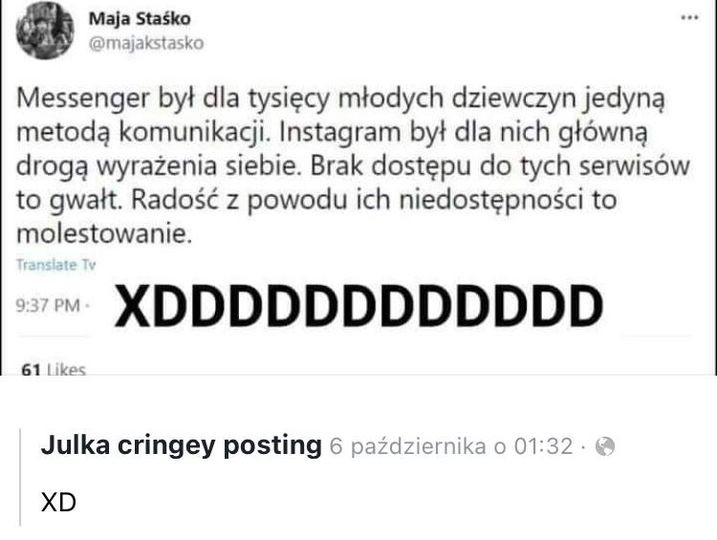 Maja Staśko
@majakstasko
Messenger był dla tysięcy młodych dziewczyn jedyną
metodą komunikacji. Instagram był dla nich główną
drogą wyrażenia siebie. Brak dostępu do tych serwisów
to gwałt. Radość z powodu ich niedostępności to
molestowanie.
Translate Tv
9:37 PM · XDDDDDDDDDDDDD
61 Likes
Julka cringey posting 6 października o 01:32 ·
XD